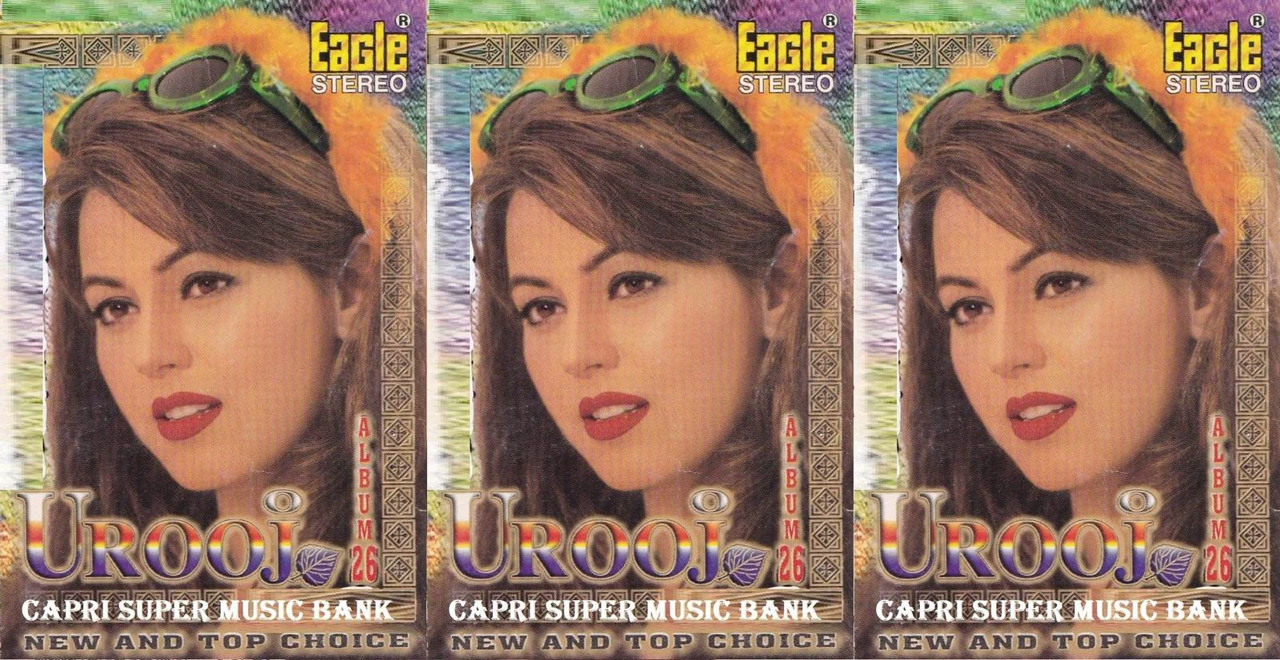 Eagle®
STEREO
ALBUM
26
UROOJ
CAPRI SUPER MUSIC BANK
NEW AND TOP CHOICE
Eagle®
STEREO
ALBUM
26
UROOJ
CAPRI SUPER MUSIC BANK
NEW AND TOP CHOICE
Eagle®
STEREO
ALBUM
26
UROOJ
CAPRI SUPER MUSIC BANK
NEW AND TOP CHOICE